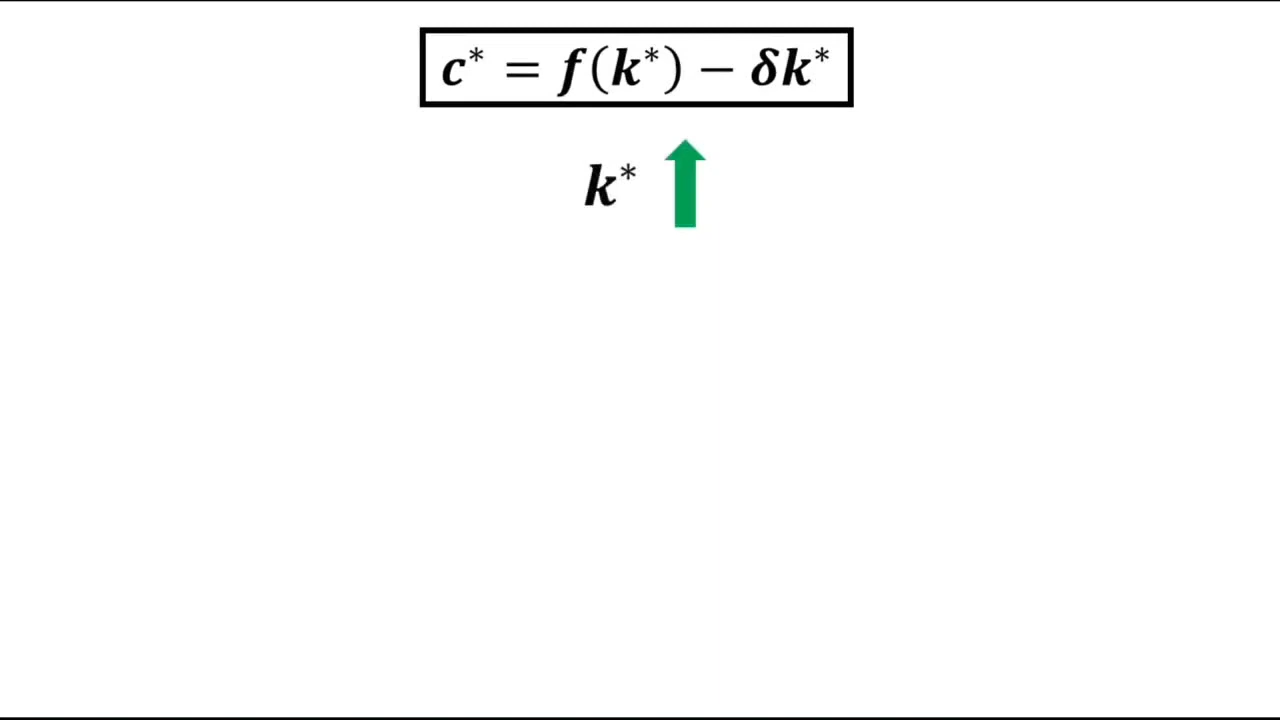 c* = f(k*) − δk*
k*